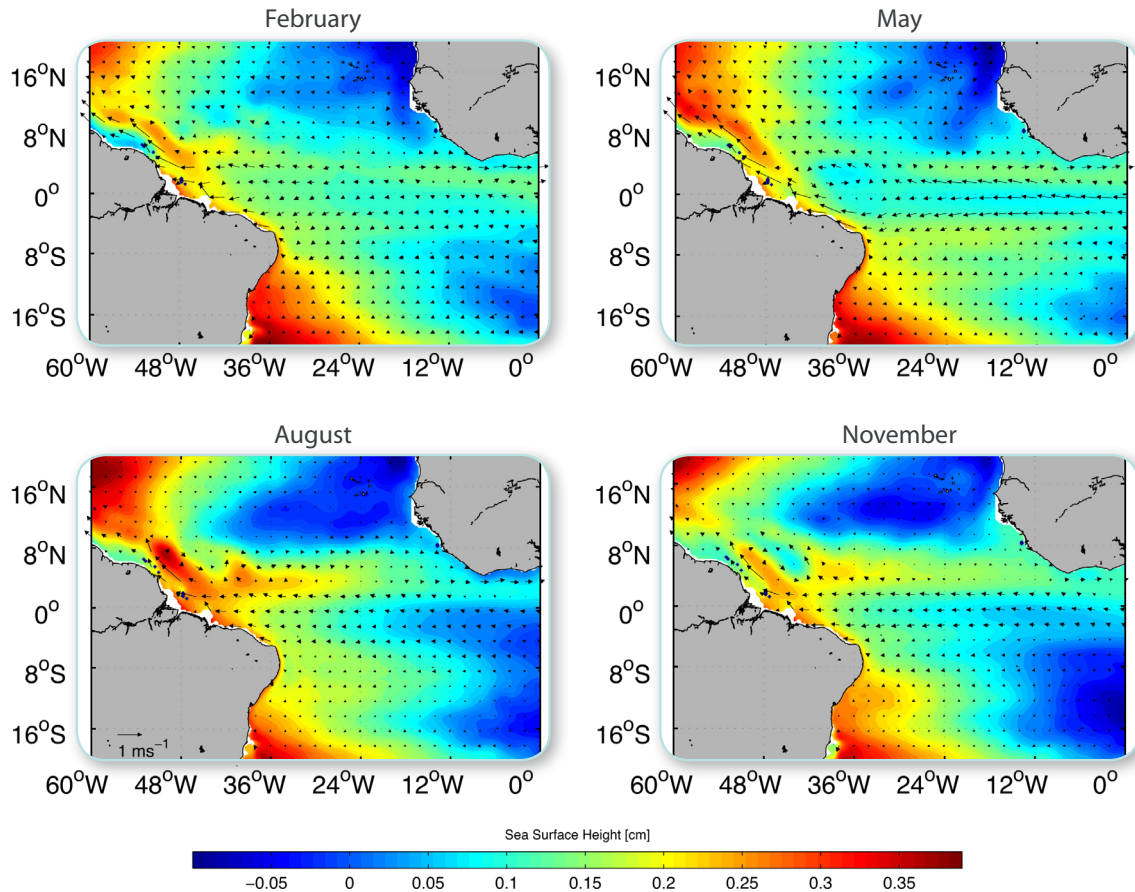 February
May
16°N
8°N
0°
8°S
16°S
60°W 48°W 36°W 24°W 12°W 0°
16°N
8°N
0°
8°S
16°S
60°W 48°W 36°W 24°W 12°W 0°
August
November
16°N
8°N
0°
8°S
16°S
1 ms⁻¹
60°W 48°W 36°W 24°W 12°W 0°
16°N
8°N
0°
8°S
16°S
60°W 48°W 36°W 24°W 12°W 0°
Sea Surface Height [cm]
−0.05 0 0.05 0.1 0.15 0.2 0.25 0.3 0.35